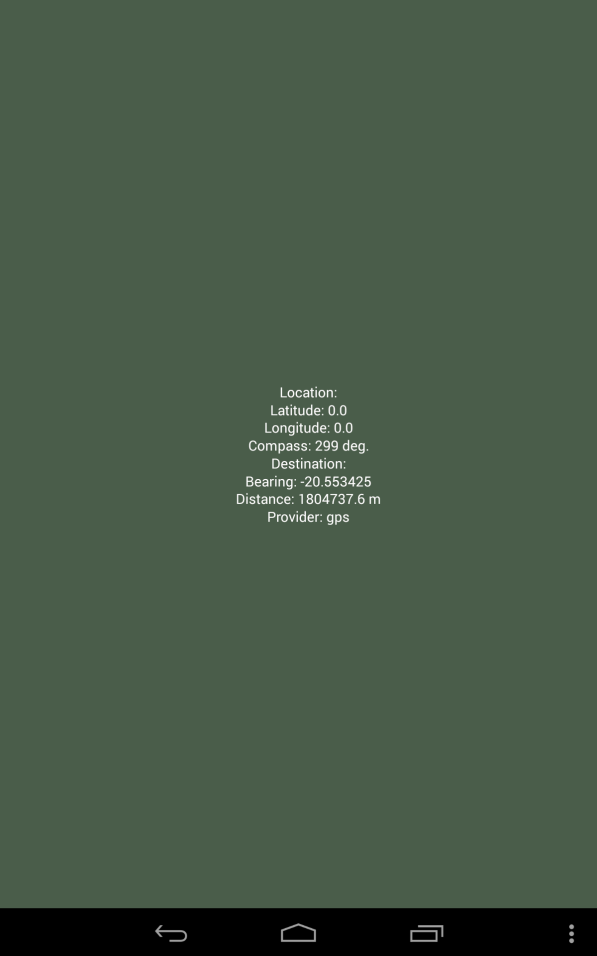 Location:
Latitude: 0.0
Longitude: 0.0
Compass: 299 deg.
Destination:
Bearing: -20.553425
Distance: 1804737.6 m
Provider: gps